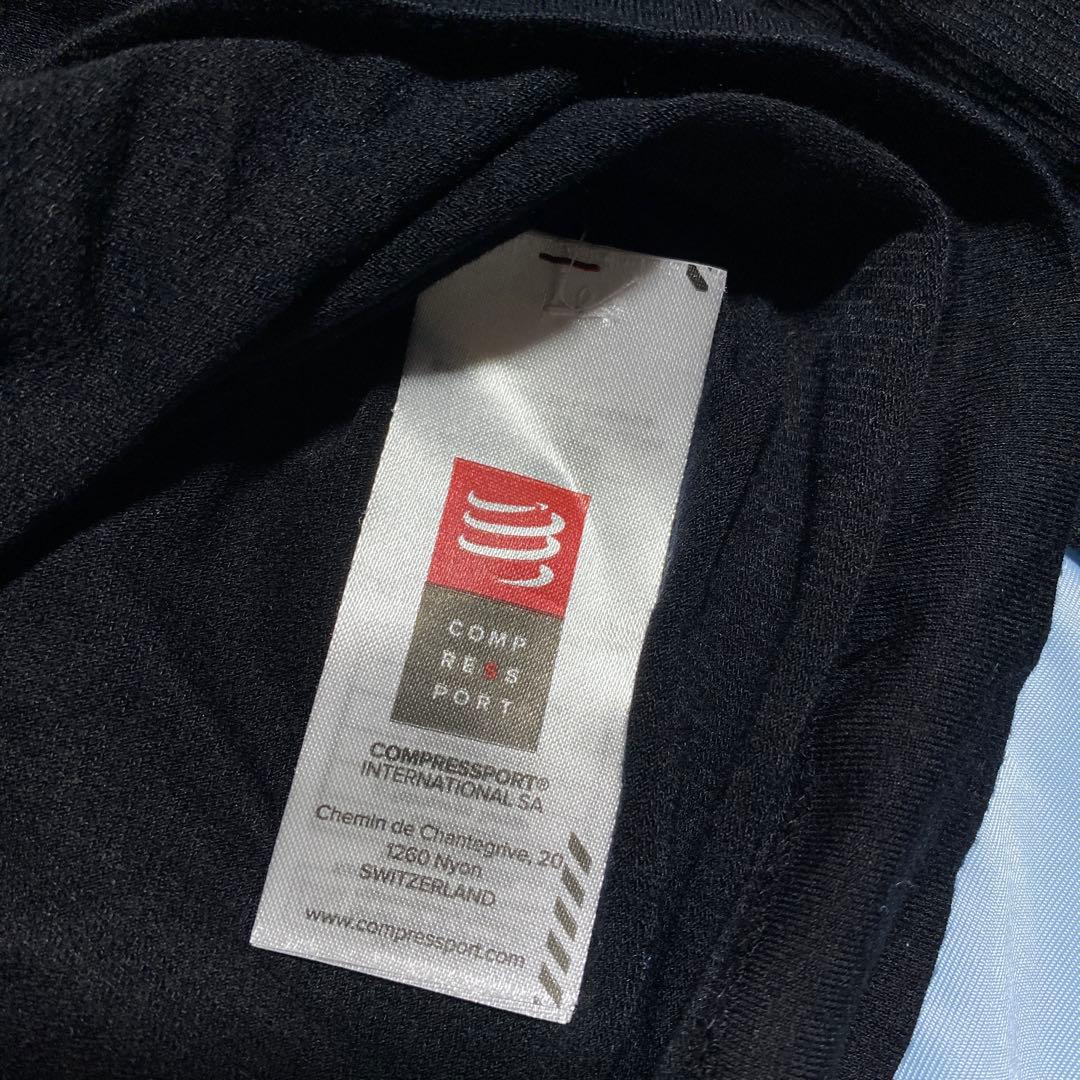 COMP
RESS
PORT
COMPRESSPORT®
INTERNATIONAL SA
Chemin de Chantegrive, 20
1260 Nyon
SWITZERLAND
www.compressport.com